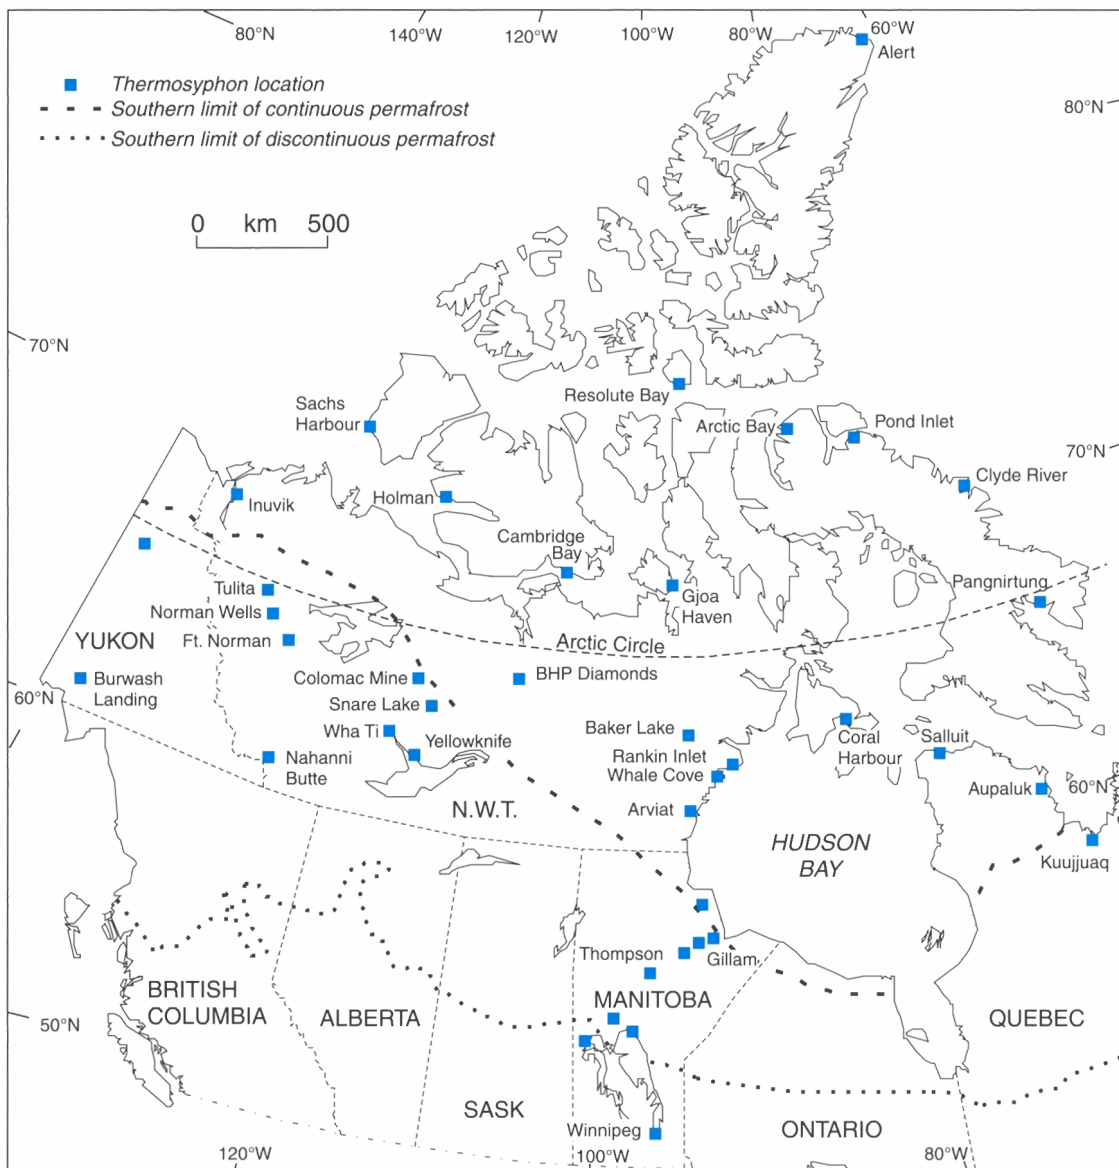 80°N
140°W
120°W
100°W
80°W
60°W
Alert
Thermosyphon location
Southern limit of continuous permafrost
80°N
Southern limit of discontinuous permafrost
0 km 500
70°N
Resolute Bay
Sachs
Harbour
Arctic Bay
Pond Inlet
70°N
Clyde River
Inuvik
Holman
Cambridge
Bay
Pangnirtung
Tulita
Gjoa
Haven
Norman Wells
YUKON
Ft. Norman
Arctic Circle
Burwash
Landing
Colomac Mine
BHP Diamonds
60°N
Snare Lake
Wha Ti
Yellowknife
Baker Lake
Coral
Harbour
Salluit
Nahanni
Butte
Rankin Inlet
Whale Cove
Aupaluk
60°N
N.W.T.
Arviat
HUDSON
BAY
Kuujjuaq
Thompson
Gillam
BRITISH
COLUMBIA
MANITOBA
50°N
ALBERTA
QUEBEC
SASK
Winnipeg
ONTARIO
120°W
100°W
80°W